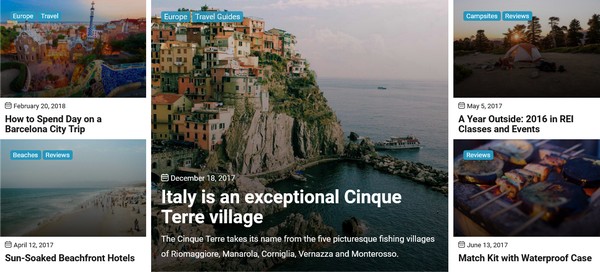 Europe Travel
February 20, 2018
How to Spend Day on a
Barcelona City Trip
Beaches Reviews
April 12, 2017
Sun-Soaked Beachfront Hotels
Europe Travel Guides
December 18, 2017
Italy is an exceptional Cinque
Terre village
The Cinque Terre takes its name from the five picturesque fishing villages
of Riomaggiore, Manarola, Corniglia, Vernazza and Monterosso.
Campsites Reviews
May 5, 2017
A Year Outside: 2016 in REI
Classes and Events
Reviews
June 13, 2017
Match Kit with Waterproof Case